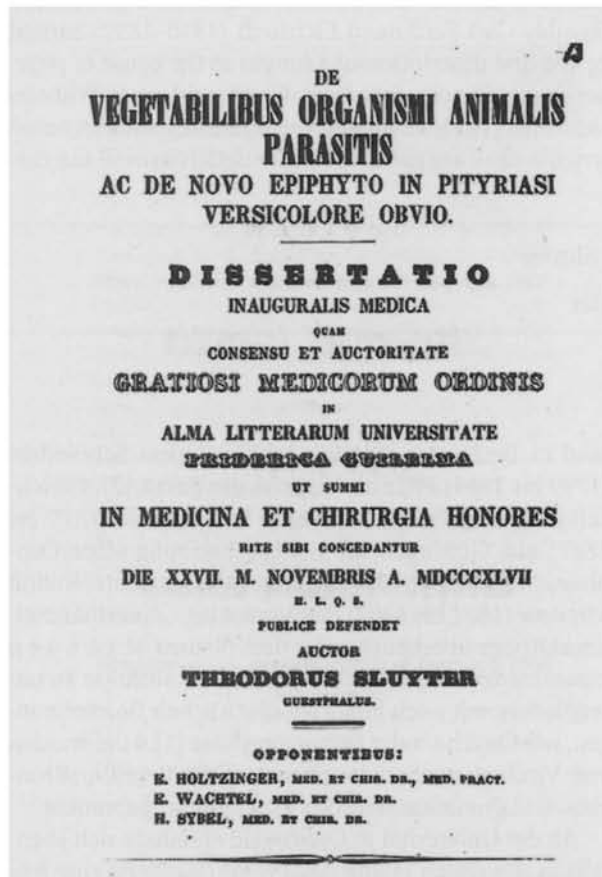 DE
VEGETABILIBUS ORGANISMI ANIMALIS
PARASITIS
AC DE NOVO EPIPHYTO IN PITYRIASI
VERSICOLORE OBVIO.
DISSERTATIO
INAUGURALIS MEDICA
QUAM
CONSENSU ET AUCTORITATE
GRATIOSI MEDICORUM ORDINIS
IN
ALMA LITTERARUM UNIVERSITATE
FRIDERICA GUILELMA
UT SUMMI
IN MEDICINA ET CHIRURGIA HONORES
RITE SIBI CONCEDANTUR
DIE XXVII. M. NOVEMBRIS A. MDCCCXLVII
H. L. Q. S.
PUBLICE DEFENDET
AUCTOR
THEODORUS SLUYTER
GUESTPHALUS.
OPPONENTIBUS:
K. HOLTZINGER, MED. ET CHIR. DR., MED. PRACT.
K. WACHTEL, MED. ET CHIR. DR.
H. SYBEL, MED. ET CHIR. DR.